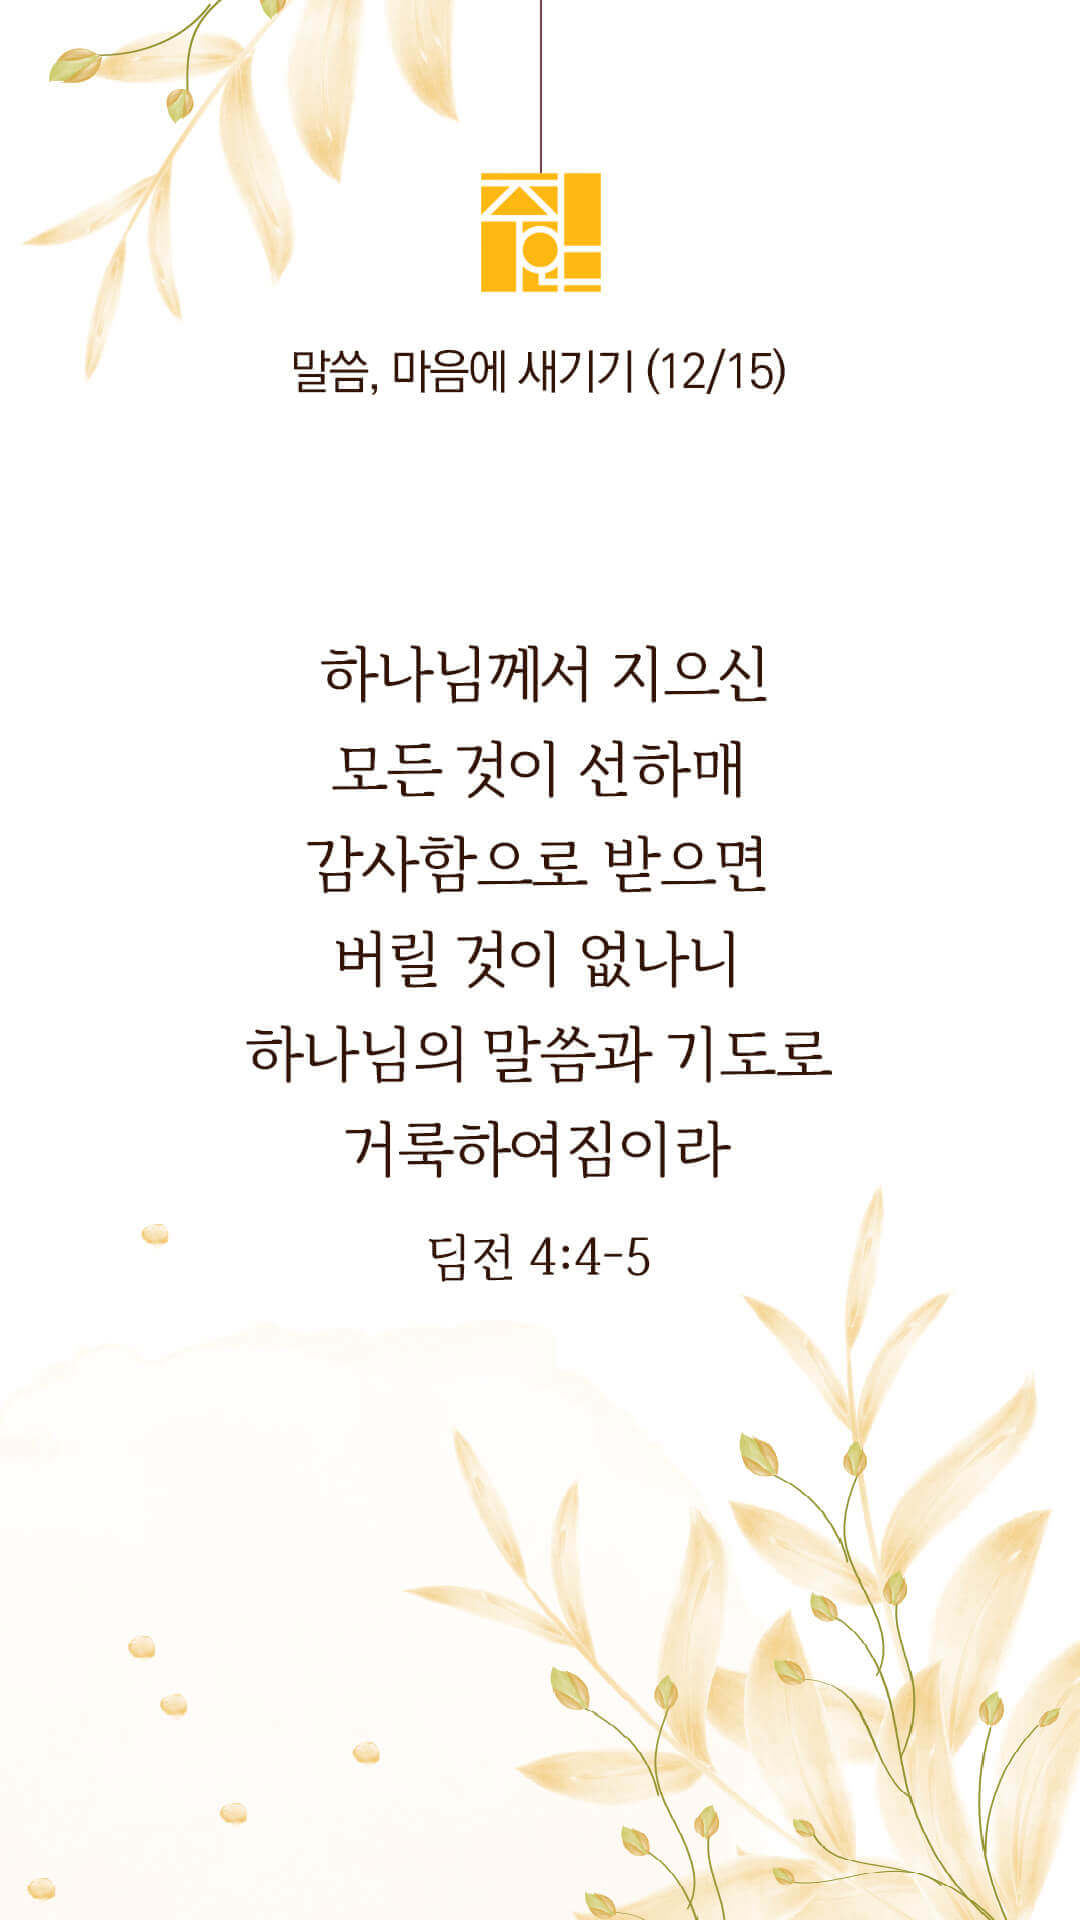 증인
말씀, 마음에 새기기 (12/15)
하나님께서 지으신
모든 것이 선하매
감사함으로 받으면
버릴 것이 없나니
하나님의 말씀과 기도로
거룩하여짐이라
딤전 4:4-5